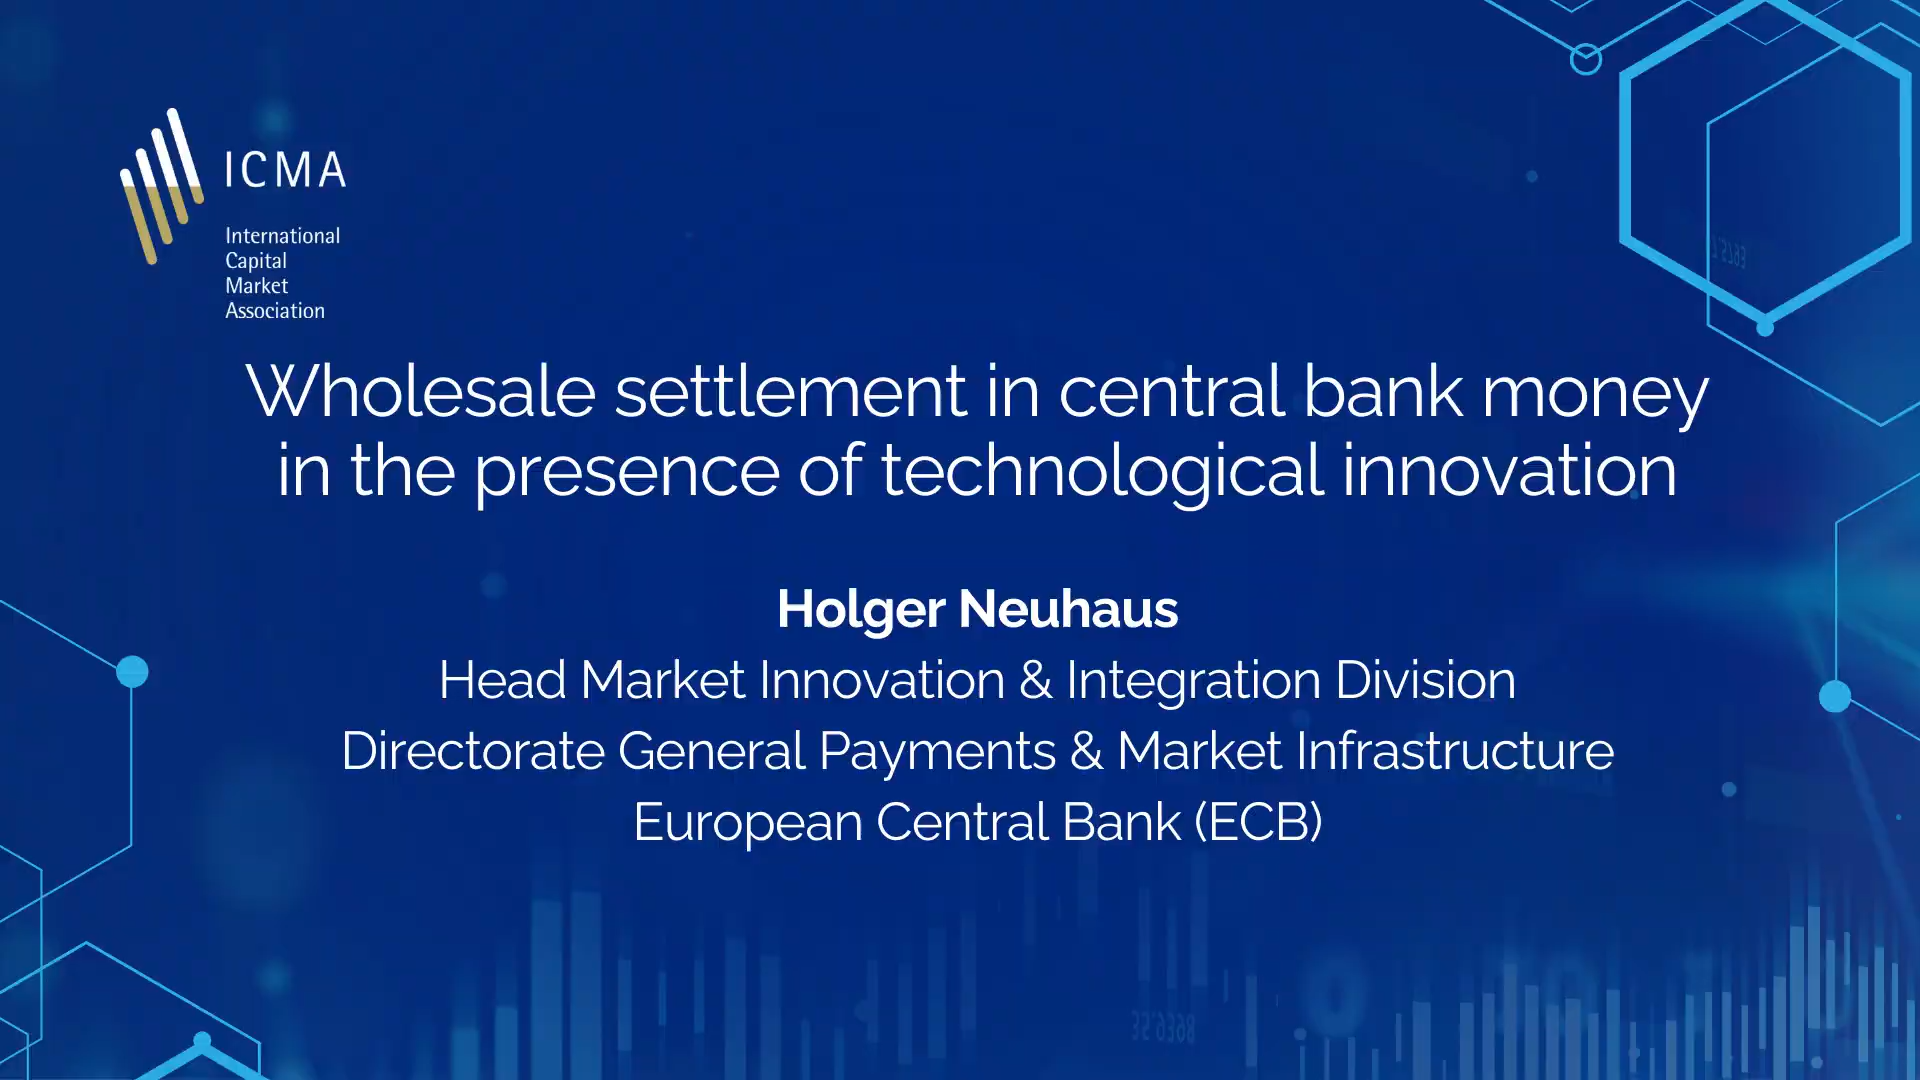 ICMA
International
Capital
Market
Association
Wholesale settlement in central bank money
in the presence of technological innovation
Holger Neuhaus
Head Market Innovation & Integration Division
Directorate General Payments & Market Infrastructure
European Central Bank (ECB)